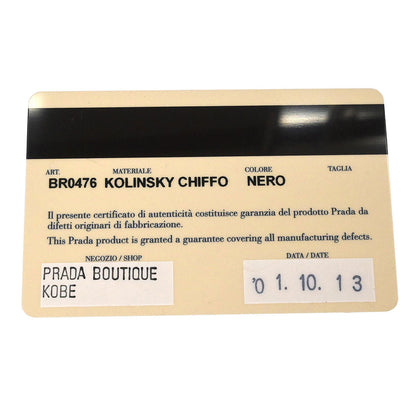 ART. MATERIALE COLORE TAGLIA
BR0476 KOLINSKY CHIFFO NERO
Il presente certificato di autenticità costituisce garanzia del prodotto Prada da
difetti originari di fabbricazione.
This Prada product is granted a guarantee covering all manufacturing defects.
NEGOZIO / SHOP DATA / DATE
PRADA BOUTIQUE
KOBE
'01.10.13